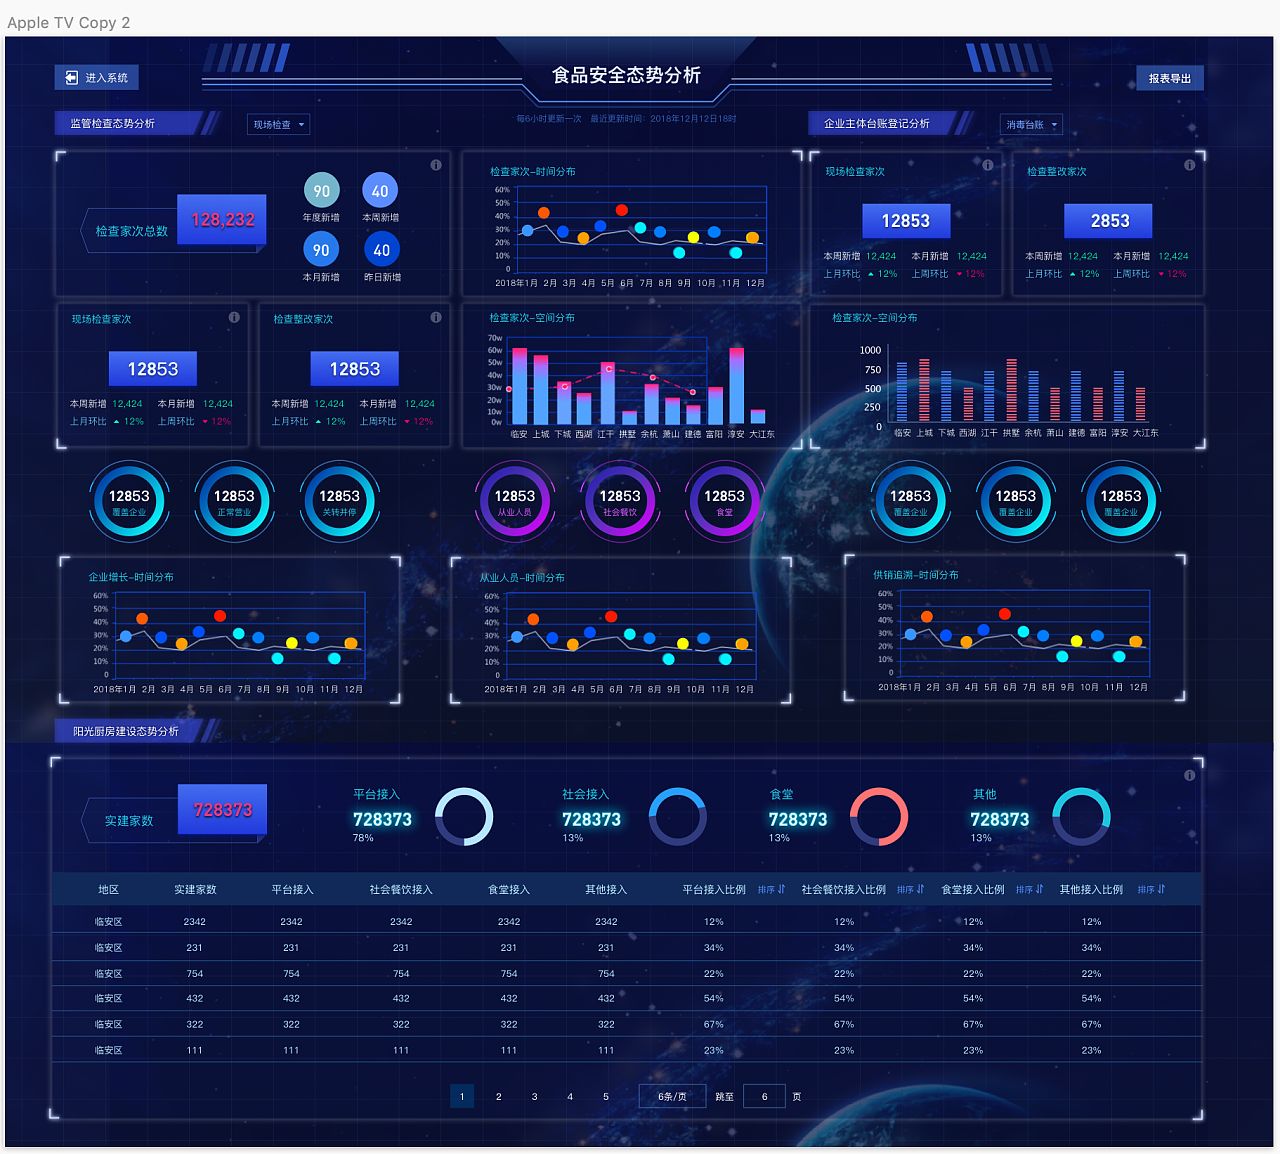 Apple TV Copy 2
进入系统
食品安全态势分析
报表导出
每6小时更新一次 最近更新时间：2018年12月12日18时
监管检查态势分析
现场检查
企业主体台账登记分析
消毒台账
检查家次总数
128,232
90
年度新增
40
本周新增
90
本月新增
40
昨日新增
检查家次-时间分布
60%
50%
40%
30%
20%
10%
0
2018年1月 2月 3月 4月 5月 6月 7月 8月 9月 10月 11月 12月
现场检查家次
12853
本周新增 12,424 本月新增 12,424
上月环比 12% 上周环比 12%
检查整改家次
2853
本周新增 12,424 本月新增 12,424
上月环比 12% 上周环比 12%
现场检查家次
12853
本周新增 12,424 本月新增 12,424
上月环比 12% 上周环比 12%
检查整改家次
12853
本周新增 12,424 本月新增 12,424
上月环比 12% 上周环比 12%
检查家次-空间分布
70w
60w
50w
40w
30w
20w
10w
0w
临安 上城 下城 西湖 江干 拱墅 余杭 萧山 建德 富阳 淳安 大江东
检查家次-空间分布
1000
750
500
250
0
临安 上城 下城 西湖 江干 拱墅 余杭 萧山 建德 富阳 淳安 大江东
12853
覆盖企业
12853
正常营业
12853
关转并停
12853
从业人员
12853
社会餐饮
12853
食堂
12853
覆盖企业
12853
覆盖企业
12853
覆盖企业
企业增长-时间分布
60%
50%
40%
30%
20%
10%
0
2018年1月 2月 3月 4月 5月 6月 7月 8月 9月 10月 11月 12月
从业人员-时间分布
60%
50%
40%
30%
20%
10%
0
2018年1月 2月 3月 4月 5月 6月 7月 8月 9月 10月 11月 12月
供销追溯-时间分布
60%
50%
40%
30%
20%
10%
0
2018年1月 2月 3月 4月 5月 6月 7月 8月 9月 10月 11月 12月
阳光厨房建设态势分析
实建家数
728373
平台接入
728373
78%
社会接入
728373
13%
食堂
728373
13%
其他
728373
13%
地区 实建家数 平台接入 社会餐饮接入 食堂接入 其他接入 平台接入比例 排序 社会餐饮接入比例 排序 食堂接入比例 排序 其他接入比例 排序
临安区 2342 2342 2342 2342 2342 12% 12% 12% 12%
临安区 231 231 231 231 231 34% 34% 34% 34%
临安区 754 754 754 754 754 22% 22% 22% 22%
临安区 432 432 432 432 432 54% 54% 54% 54%
临安区 322 322 322 322 322 67% 67% 67% 67%
临安区 111 111 111 111 111 23% 23% 23% 23%
1 2 3 4 5 6条/页 跳至 6 页